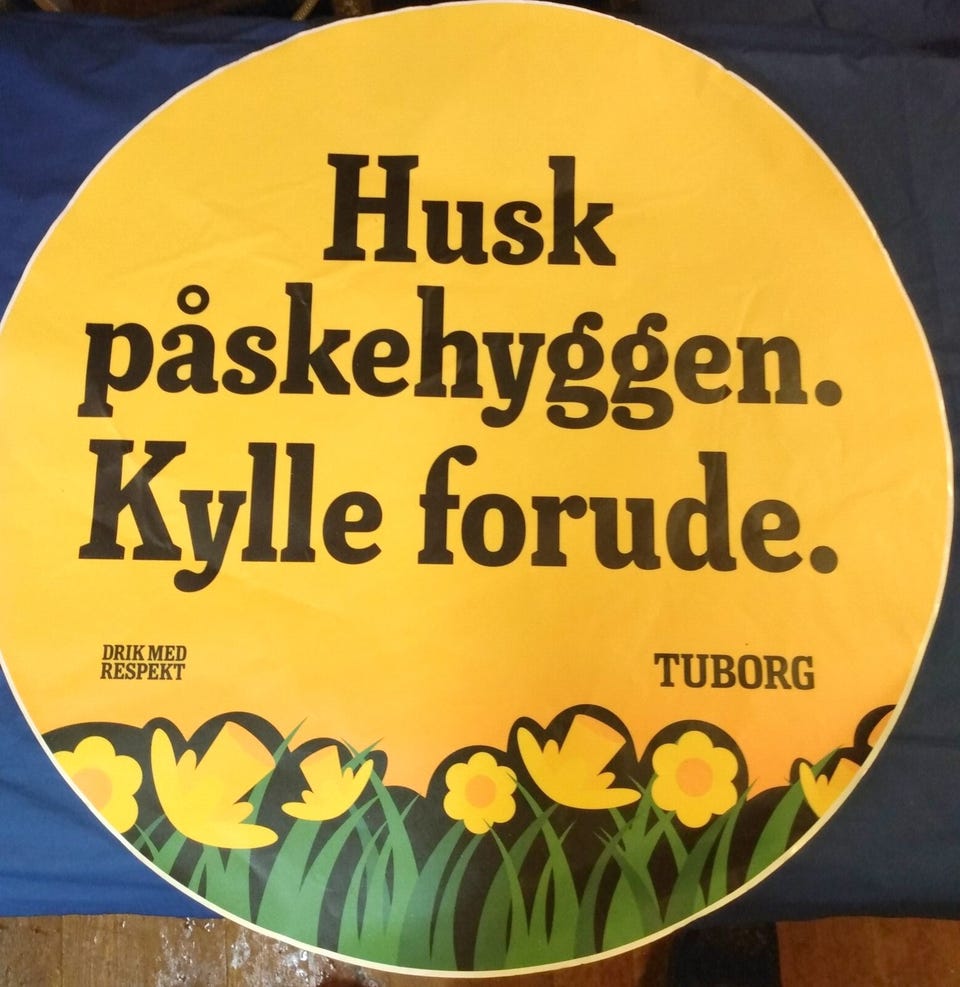 Husk
påskehyggen.
Kylle forude.
DRIK MED
RESPEKT
TUBORG